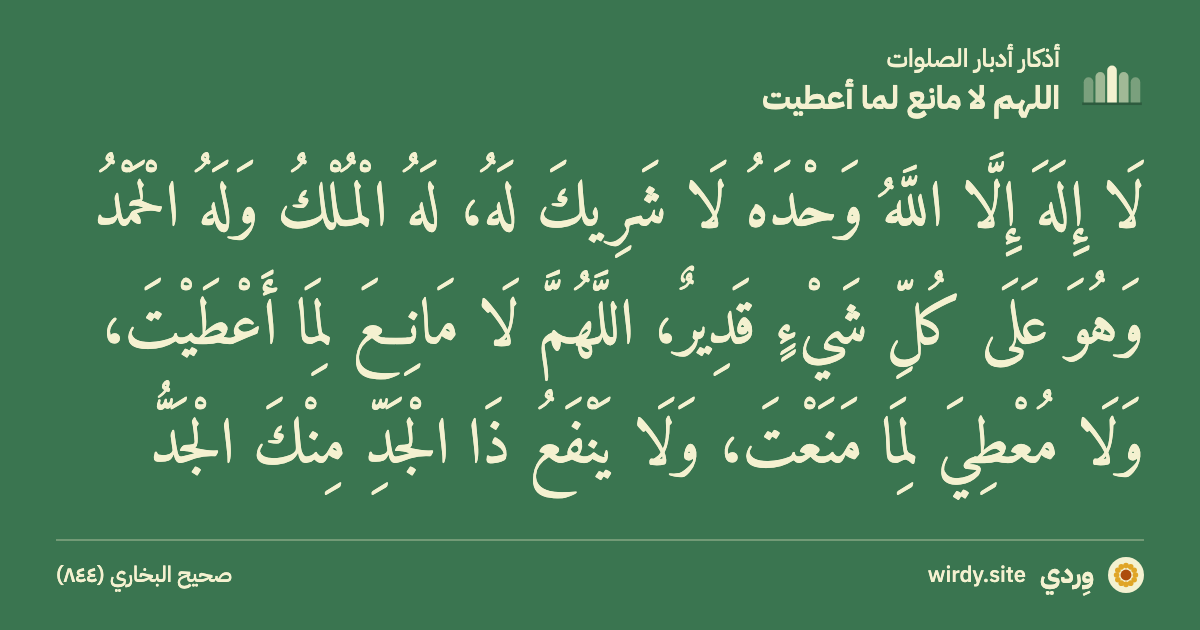 أذكار أدبار الصلوات
اللهم لا مانع لما أعطيت
لَا إِلَهَ إِلَّا اللَّهُ وَحْدَهُ لَا شَرِيكَ لَهُ، لَهُ الْمُلْكُ وَلَهُ الْحَمْدُ
وَهُوَ عَلَى كُلِّ شَيْءٍ قَدِيرٌ، اللَّهُمَّ لَا مَانِعَ لِمَا أَعْطَيْتَ،
وَلَا مُعْطِيَ لِمَا مَنَعْتَ، وَلَا يَنْفَعُ ذَا الْجَدِّ مِنْكَ الْجَدُّ
وِردي wirdy.site
صحيح البخاري (٨٤٤)